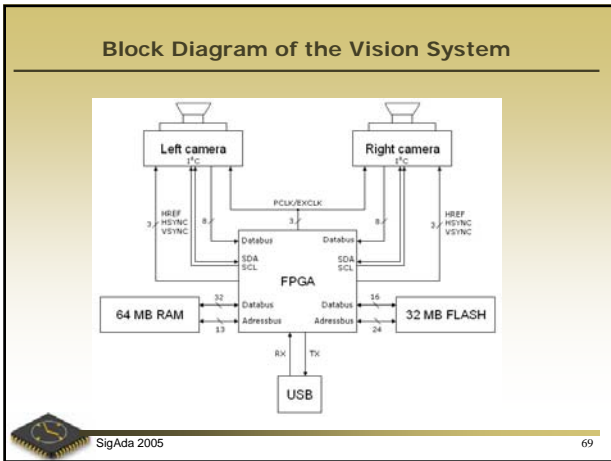 Block Diagram of the Vision System
Left camera
I²C
Right camera
I²C
PCLK/EXCLK
3
HREF
HSYNC
VSYNC
3
8
8
3
HREF
HSYNC
VSYNC
Databus
Databus
SDA
SCL
SDA
SCL
FPGA
64 MB RAM
32
13
Databus
Adressbus
Databus
Adressbus
16
24
32 MB FLASH
RX
TX
USB
SigAda 2005
69